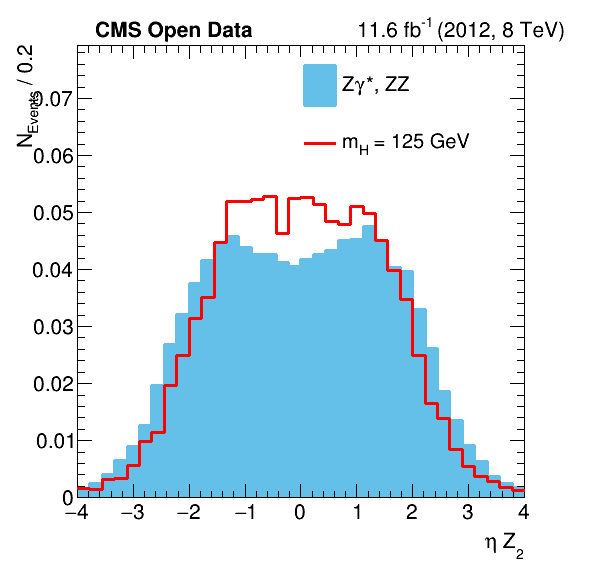 CMS Open Data
11.6 fb⁻¹ (2012, 8 TeV)
N_Events / 0.2
Zγ*, ZZ
m_H = 125 GeV
0.07
0.06
0.05
0.04
0.03
0.02
0.01
0
−4 −3 −2 −1 0 1 2 3 4
η Z₂